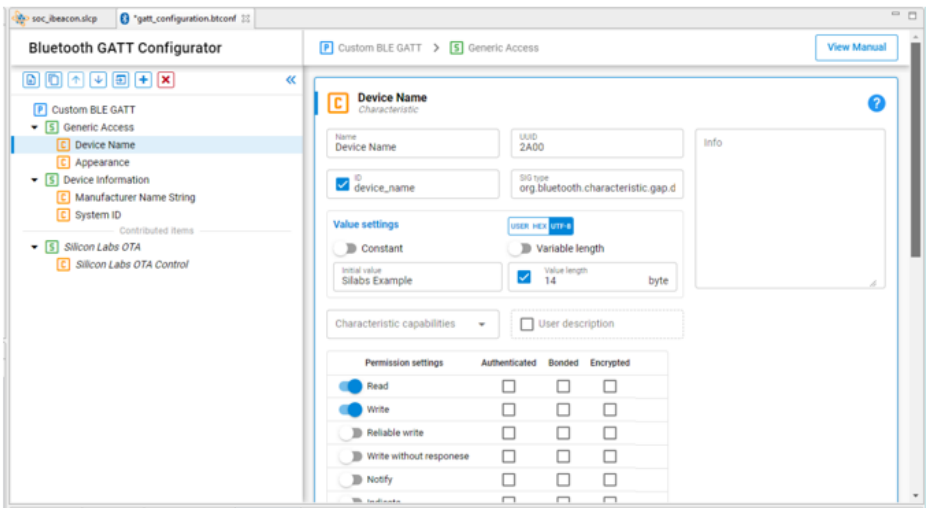 soc_ibeacon.slcp
*gatt_configuration.btconf
Bluetooth GATT Configurator
P Custom BLE GATT > S Generic Access
View Manual
P Custom BLE GATT
S Generic Access
C Device Name
C Appearance
S Device Information
C Manufacturer Name String
C System ID
Contributed Items
S Silicon Labs OTA
C Silicon Labs OTA Control
C Device Name
Characteristic
?
Name
Device Name
UUID
2A00
Info
ID
device_name
SIG type
org.bluetooth.characteristic.gap.d
Value settings
USER HEX UTF-8
Constant
Variable length
Initial value
Silabs Example
Value length
14 byte
Characteristic capabilities
User description
Permission settings Authenticated Bonded Encrypted
Read
Write
Reliable write
Write without responese
Notify
Indicate